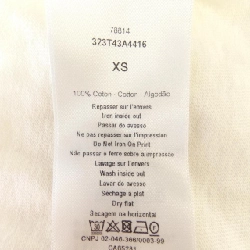 78614
323T43A4416
XS
100% Coton - Cotton - Algodão
Repasser sur l'envers
Iron inside out
Passar do avesso
Ne pas repasser sur l'impression
Do Not Iron On Print
Não passar a ferro sobre a impressão
Lavage sur l'envers
Wash inside out
Lavar do avesso
Séchage à plat
Dry flat
Secagem na horizontal
CNPJ